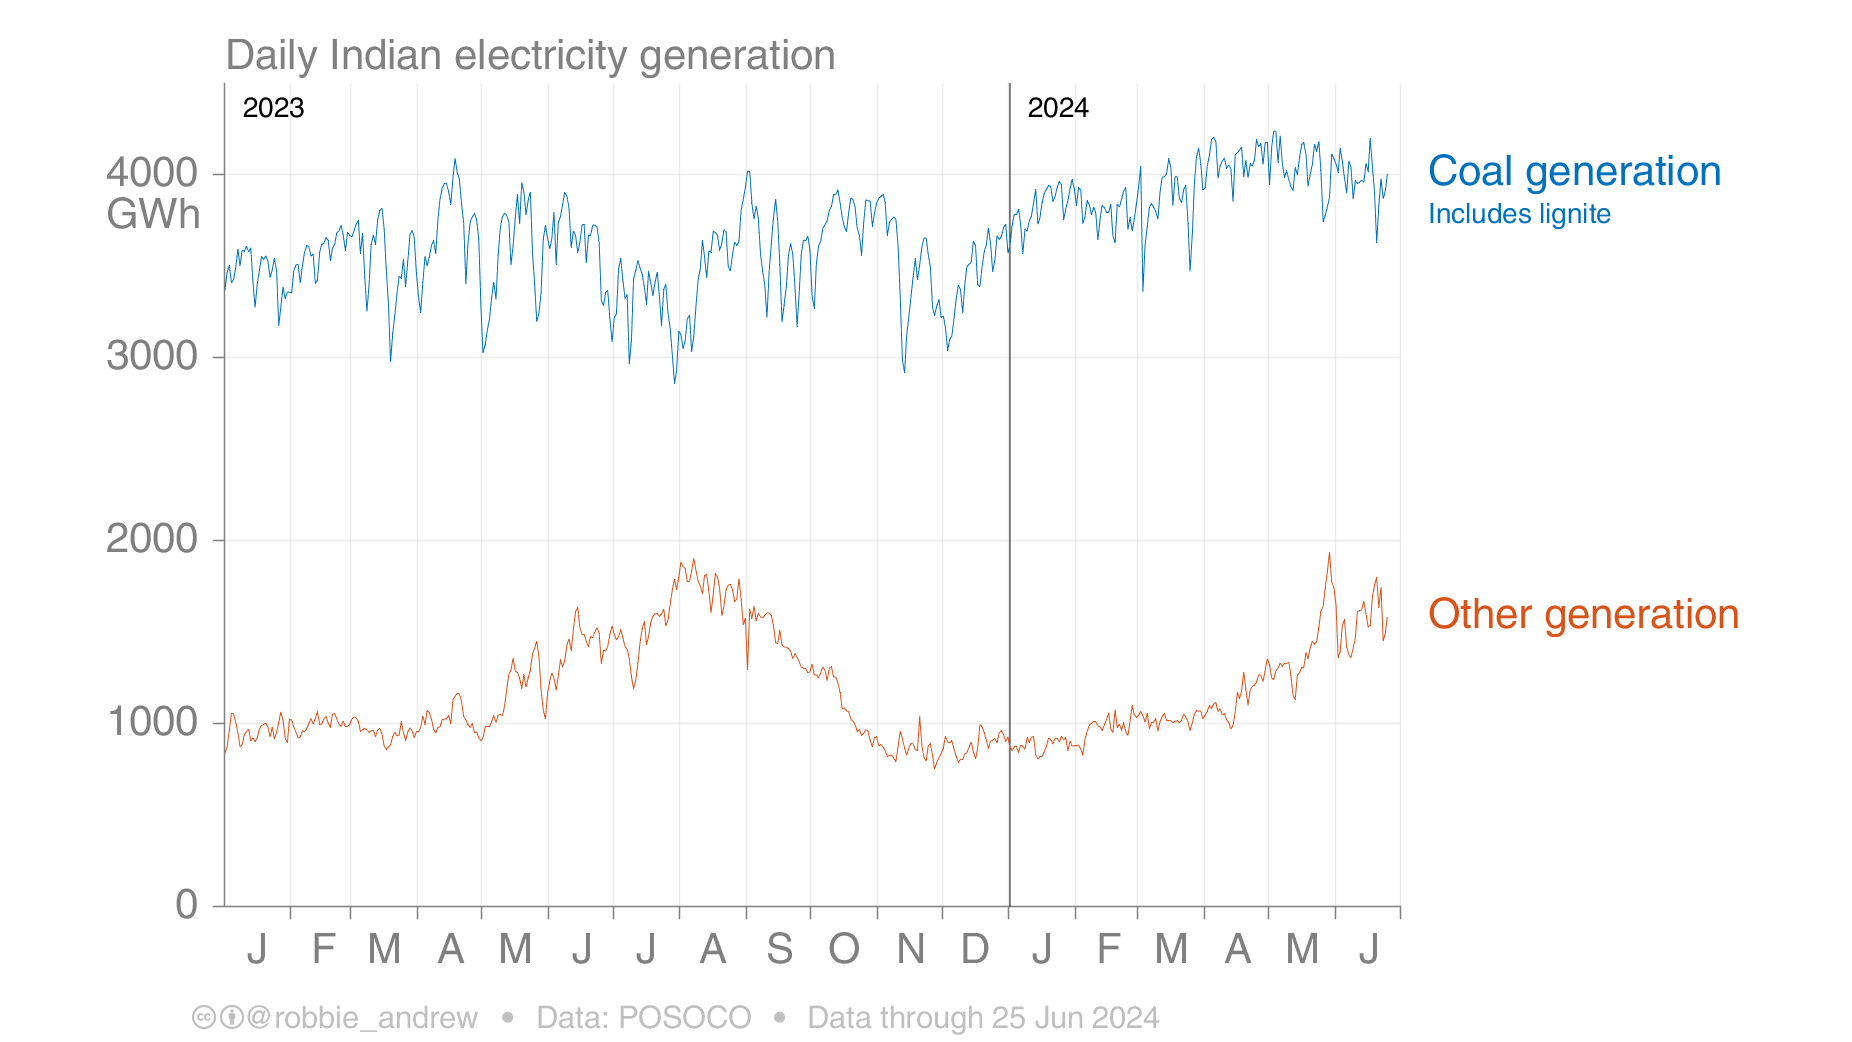 Daily Indian electricity generation
2023
2024
4000
GWh
3000
2000
1000
0
Coal generation
Includes lignite
Other generation
J F M A M J J A S O N D J F M A M J
@robbie_andrew • Data: POSOCO • Data through 25 Jun 2024